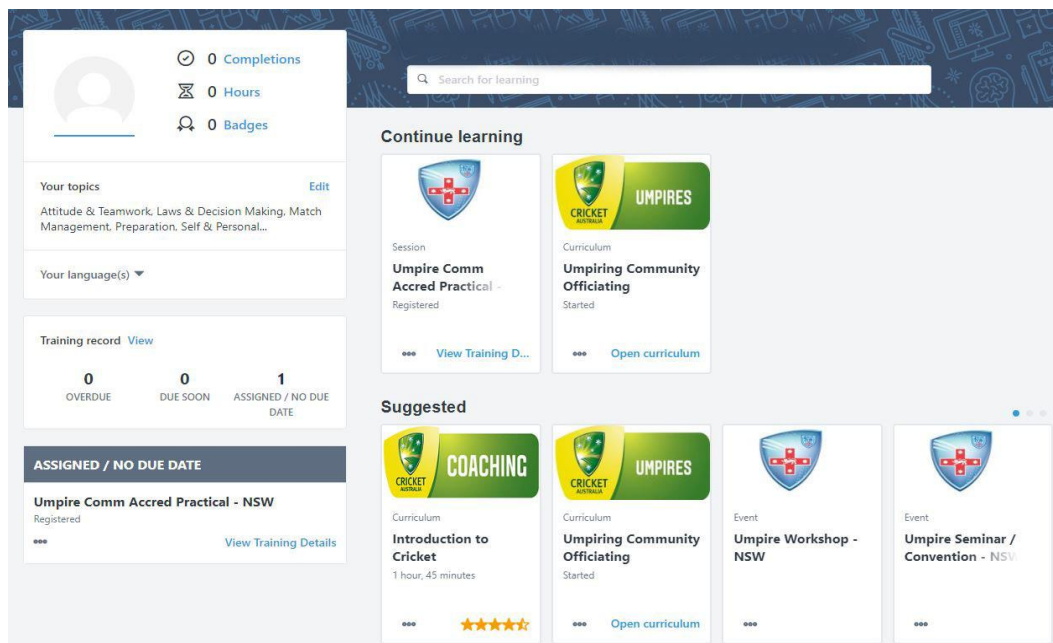 0 Completions
0 Hours
0 Badges
Your topics
Edit
Attitude & Teamwork, Laws & Decision Making, Match
Management, Preparation, Self & Personal...
Your language(s)
Training record View
0
OVERDUE
0
DUE SOON
1
ASSIGNED / NO DUE
DATE
ASSIGNED / NO DUE DATE
Umpire Comm Accred Practical - NSW
Registered
View Training Details
Search for learning
Continue learning
Session
Umpire Comm
Accred Practical -
Registered
View Training D...
CRICKET
AUSTRALIA
UMPIRES
Curriculum
Umpiring Community
Officiating
Started
Open curriculum
Suggested
CRICKET
AUSTRALIA
COACHING
Curriculum
Introduction to
Cricket
1 hour, 45 minutes
CRICKET
AUSTRALIA
UMPIRES
Curriculum
Umpiring Community
Officiating
Started
Open curriculum
Event
Umpire Workshop -
NSW
Event
Umpire Seminar /
Convention - NSW